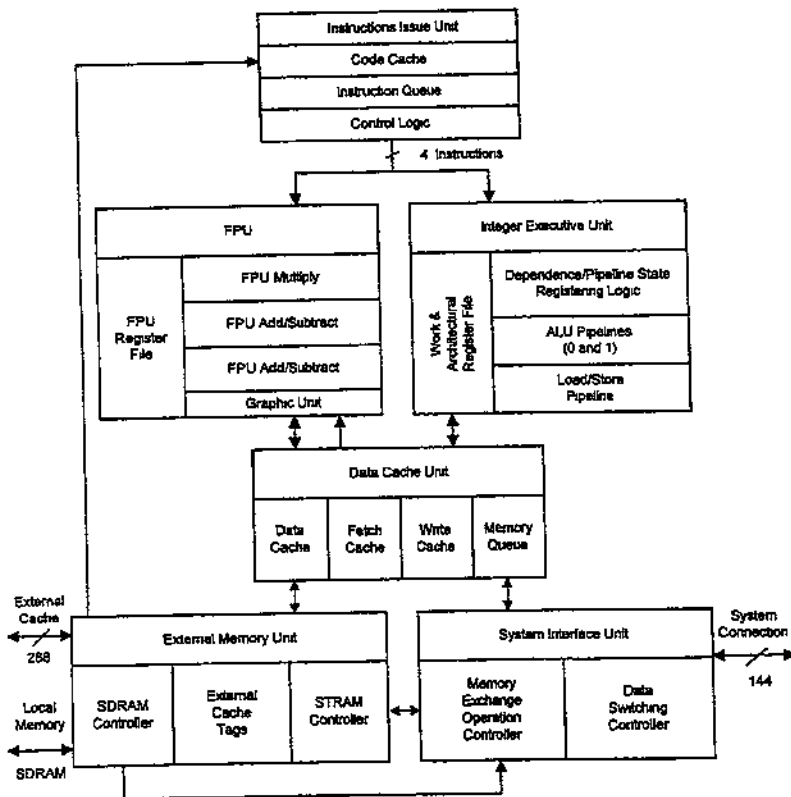 Instructions Issue Unit
Code Cache
Instruction Queue
Control Logic
4 Instructions
FPU
FPU
Register
File
FPU Multiply
FPU Add/Subtract
FPU Add/Subtract
Graphic Unit
Integer Executive Unit
Work &
Architectural
Register File
Dependence/Pipeline State
Registering Logic
ALU Pipelines
(0 and 1)
Load/Store
Pipeline
Data Cache Unit
Data
Cache
Fetch
Cache
Write
Cache
Memory
Queue
External
Cache
288
Local
Memory
SDRAM
External Memory Unit
SDRAM
Controller
External
Cache
Tags
STRAM
Controller
System Interface Unit
Memory
Exchange
Operation
Controller
Data
Switching
Controller
System
Connection
144